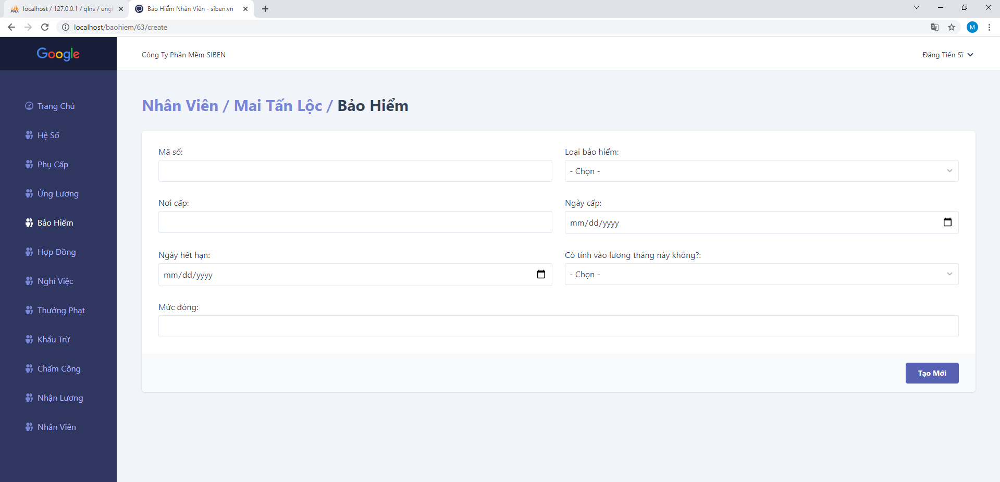 localhost / 127.0.0.1 / qlns / ungl
Bảo Hiểm Nhân Viên - siben.vn
localhost/baohiem/63/create
M
Google
Công Ty Phần Mềm SIBEN
Đặng Tiến Sĩ
Trang Chủ
Hệ Số
Phụ Cấp
Ứng Lương
Bảo Hiểm
Hợp Đồng
Nghỉ Việc
Thưởng Phạt
Khẩu Trừ
Chấm Công
Nhận Lương
Nhân Viên
Nhân Viên / Mai Tấn Lộc / Bảo Hiểm
Mã số:
Loại bảo hiểm:
- Chọn -
Nơi cấp:
Ngày cấp:
mm/dd/yyyy
Ngày hết hạn:
Có tính vào lương tháng này không?:
mm/dd/yyyy
- Chọn -
Mức đóng:
Tạo Mới